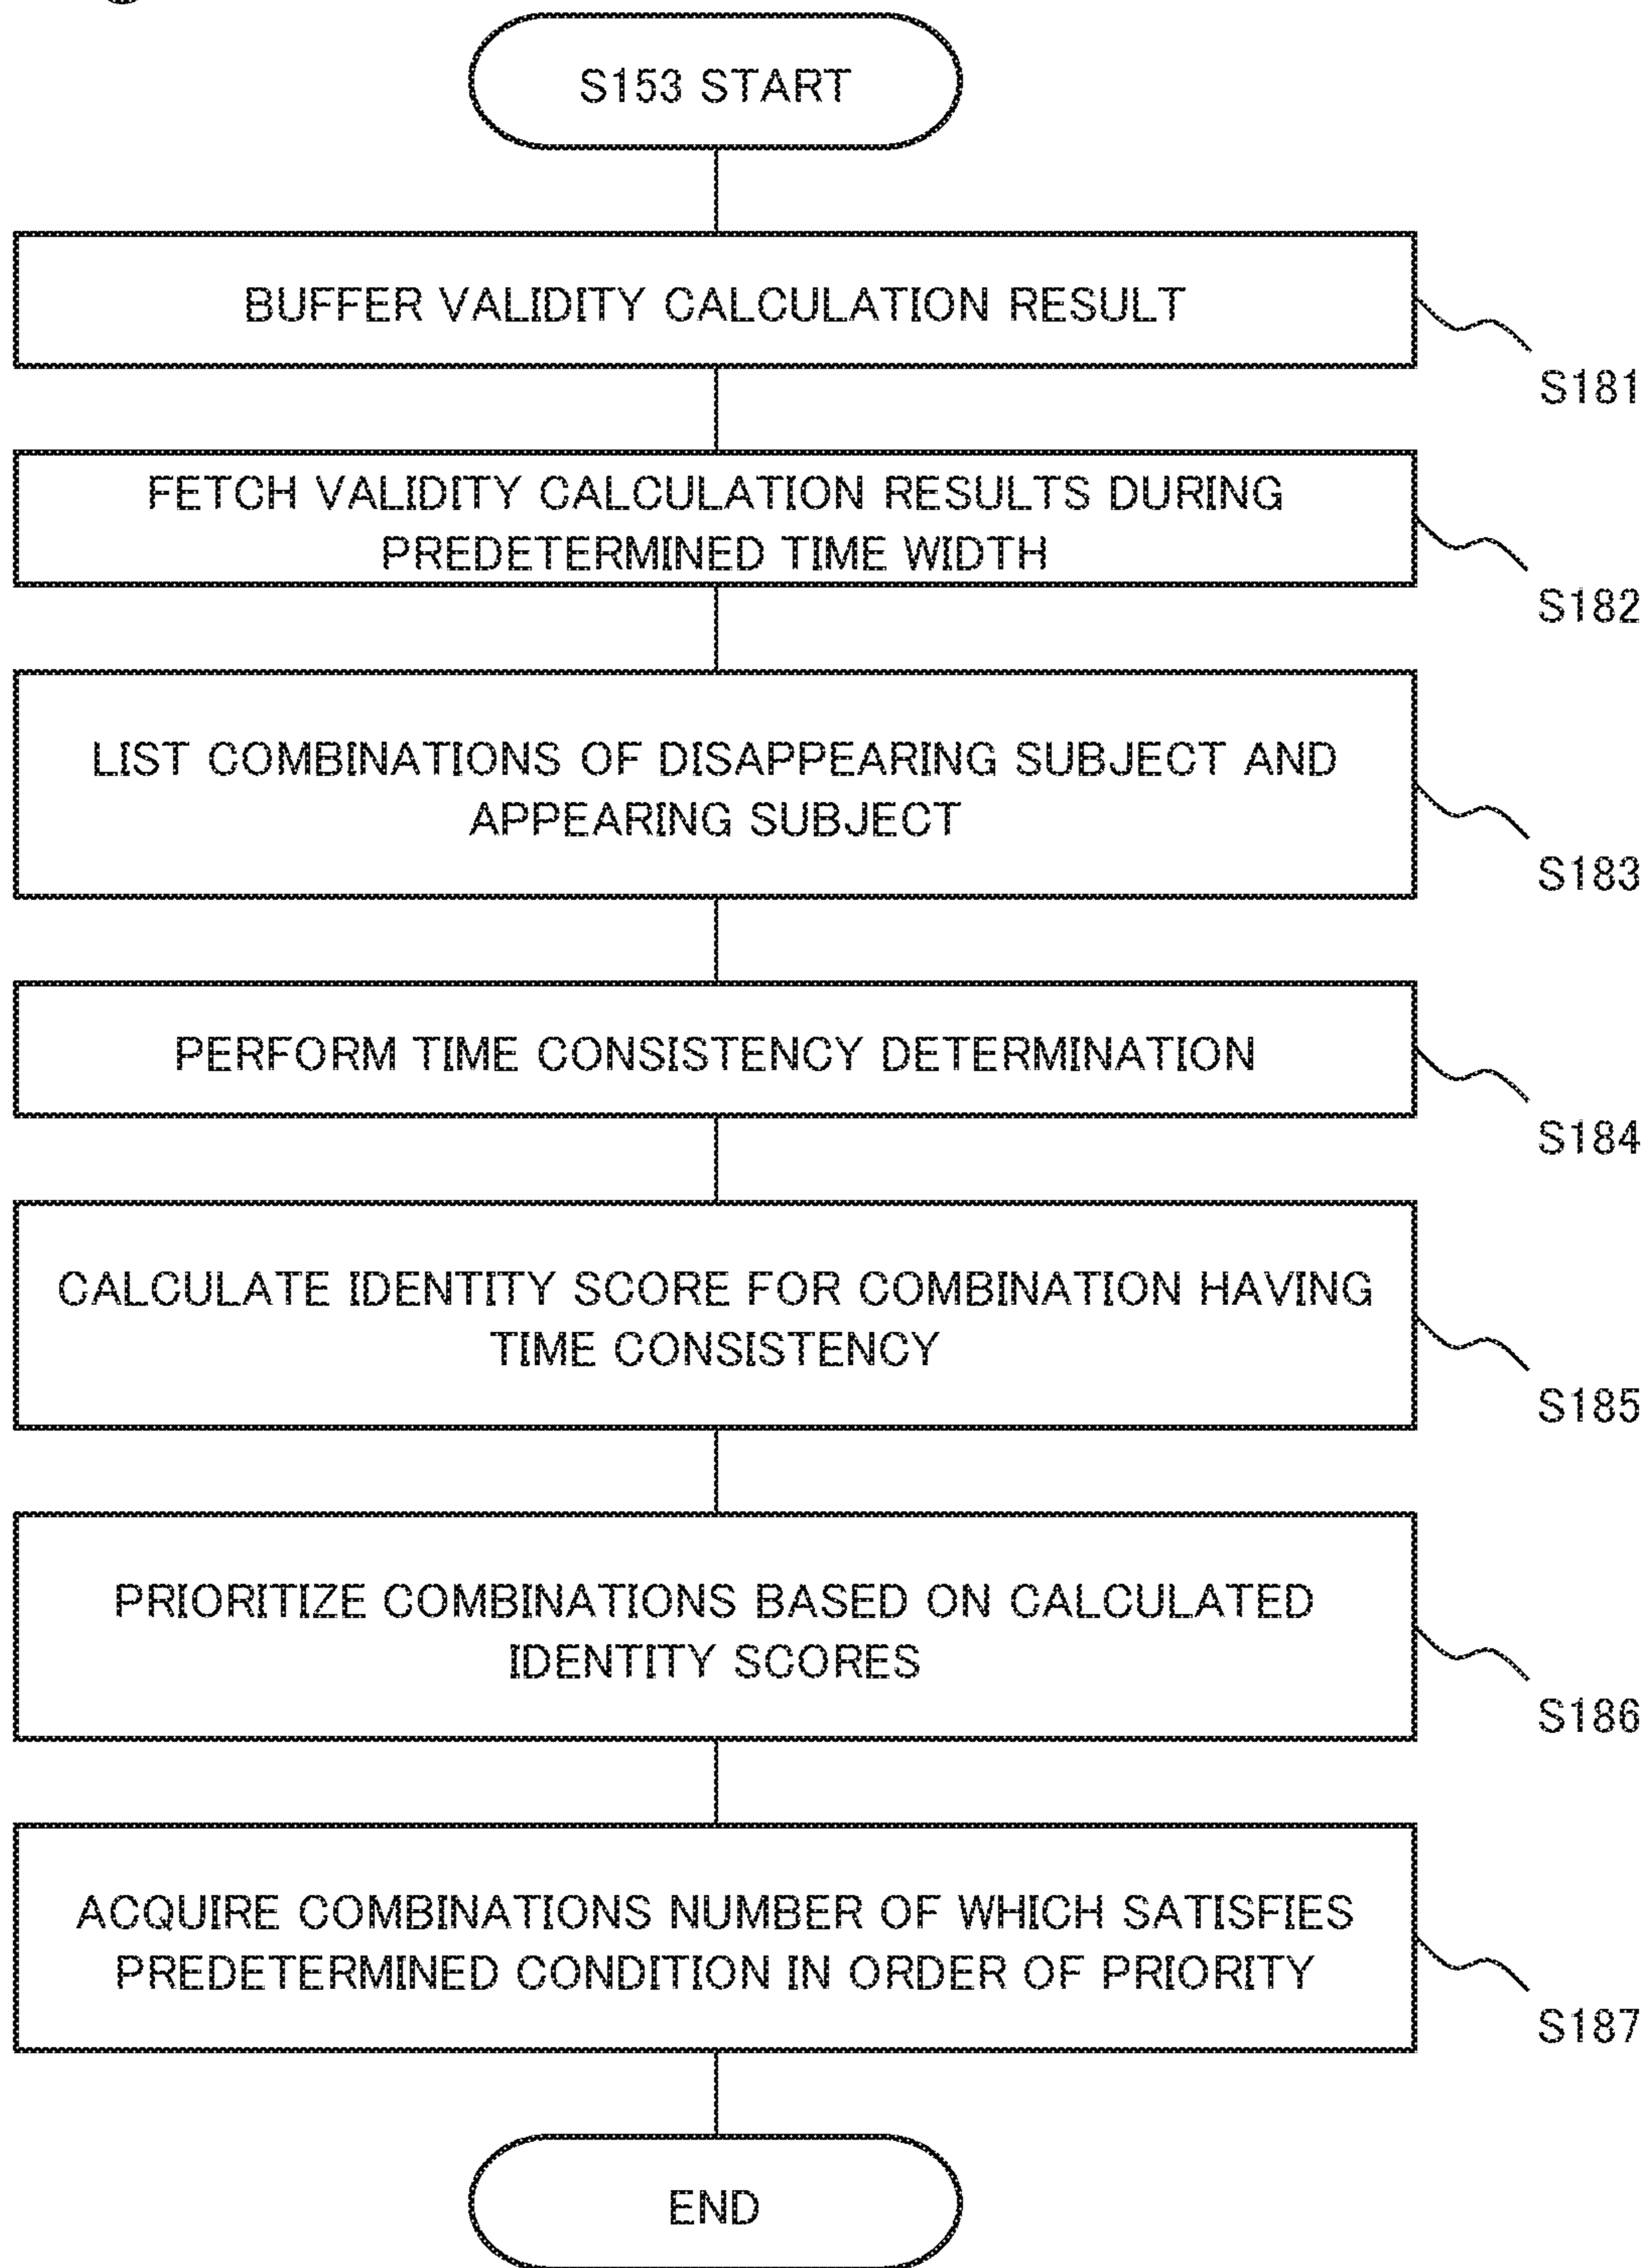 S153 START
BUFFER VALIDITY CALCULATION RESULT
S181
FETCH VALIDITY CALCULATION RESULTS DURING
PREDETERMINED TIME WIDTH
S182
LIST COMBINATIONS OF DISAPPEARING SUBJECT AND
APPEARING SUBJECT
S183
PERFORM TIME CONSISTENCY DETERMINATION
S184
CALCULATE IDENTITY SCORE FOR COMBINATION HAVING
TIME CONSISTENCY
S185
PRIORITIZE COMBINATIONS BASED ON CALCULATED
IDENTITY SCORES
S186
ACQUIRE COMBINATIONS NUMBER OF WHICH SATISFIES
PREDETERMINED CONDITION IN ORDER OF PRIORITY
S187
END